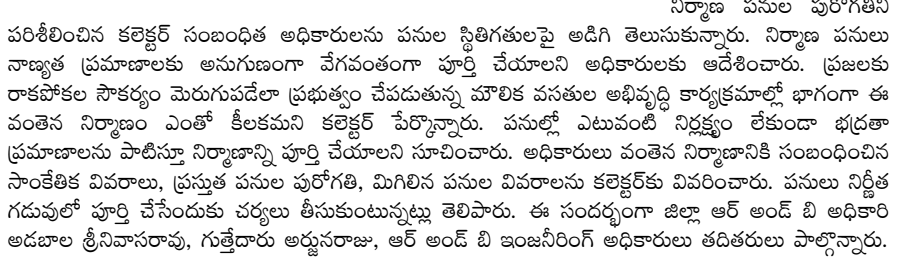 నిర్మాణ పనుల పురోగతిని
పరిశీలించిన కలెక్టర్ సంబంధిత అధికారులను పనుల స్థితిగతులపై అడిగి తెలుసుకున్నారు. నిర్మాణ పనులు
నాణ్యత ప్రమాణాలకు అనుగుణంగా వేగవంతంగా పూర్తి చేయాలని అధికారులకు ఆదేశించారు. ప్రజలకు
రాకపోకల సౌకర్యం మెరుగుపడేలా ప్రభుత్వం చేపడుతున్న మౌలిక వసతుల అభివృద్ధి కార్యక్రమాల్లో భాగంగా ఈ
వంతెన నిర్మాణం ఎంతో కీలకమని కలెక్టర్ పేర్కొన్నారు. పనుల్లో ఎటువంటి నిర్లక్ష్యం లేకుండా భద్రతా
ప్రమాణాలను పాటిస్తూ నిర్మాణాన్ని పూర్తి చేయాలని సూచించారు. అధికారులు వంతెన నిర్మాణానికి సంబంధించిన
సాంకేతిక వివరాలు, ప్రస్తుత పనుల పురోగతి, మిగిలిన పనుల వివరాలను కలెక్టర్‌కు వివరించారు. పనులు నిర్ణీత
గడువులో పూర్తి చేసేందుకు చర్యలు తీసుకుంటున్నట్లు తెలిపారు. ఈ సందర్భంగా జిల్లా ఆర్ అండ్ బి అధికారి
అడబాల శ్రీనివాసరావు, గుత్తేదారు అర్జునరాజు, ఆర్ అండ్ బి ఇంజనీరింగ్ అధికారులు తదితరులు పాల్గొన్నారు.